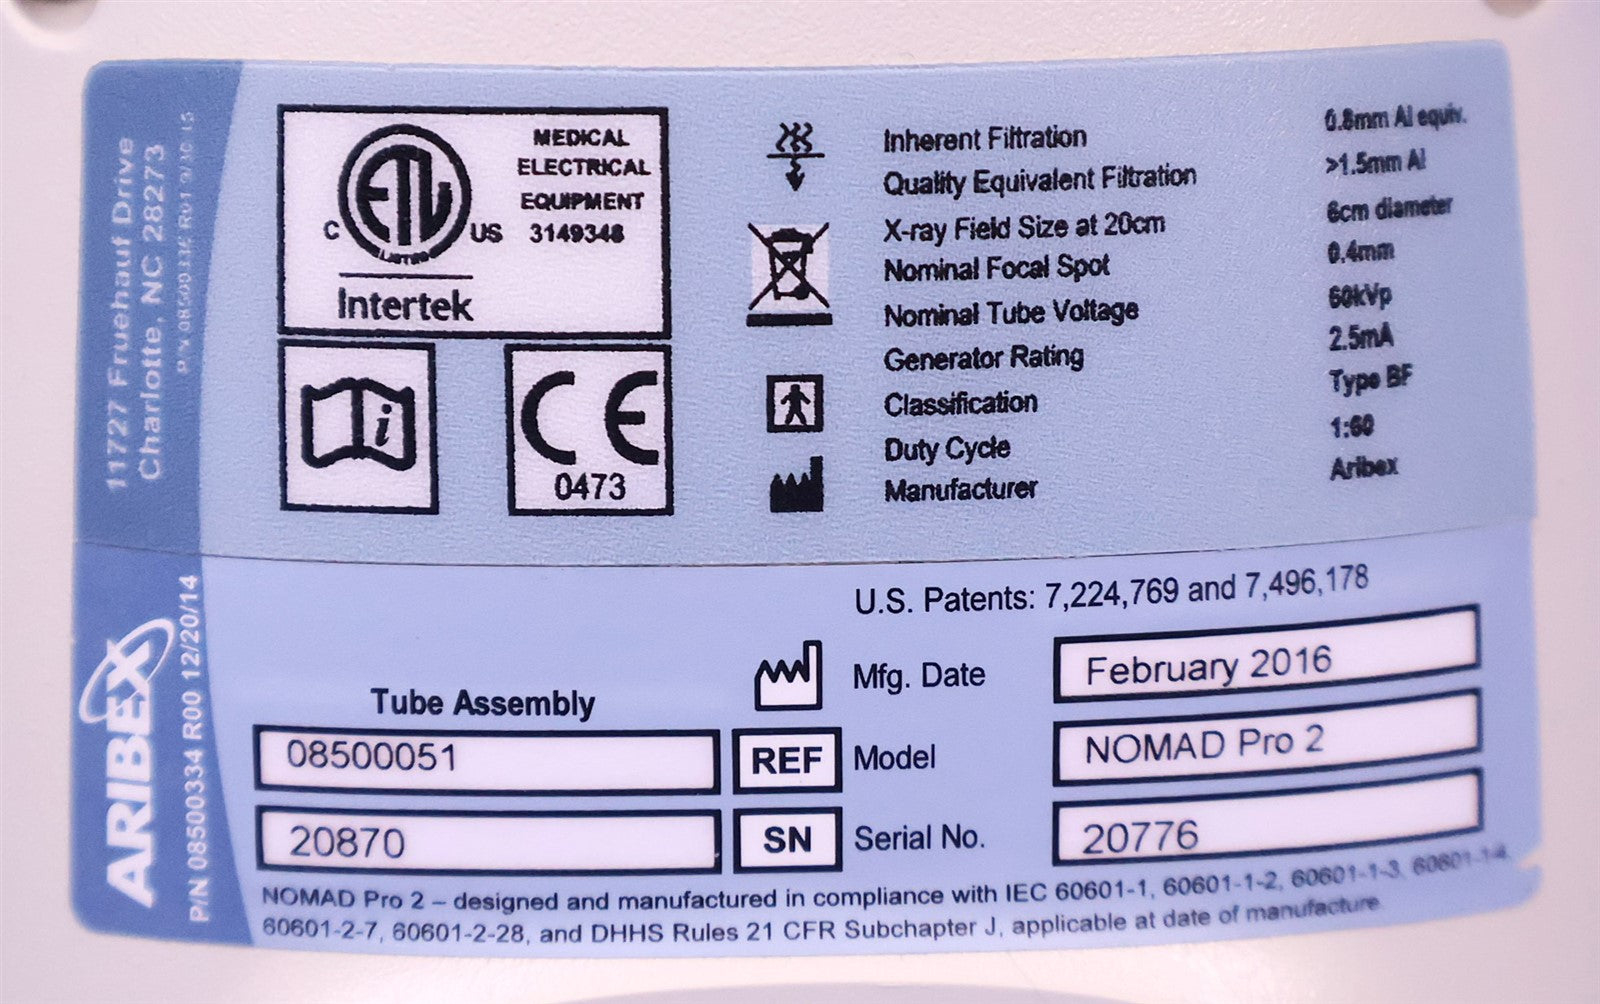 11727 Fruehauf Drive
Charlotte, NC 28273
MEDICAL
ELECTRICAL
EQUIPMENT
3149348
C ETL US
LISTED
Intertek
i
CE
0473
Inherent Filtration 0.8mm Al equiv.
Quality Equivalent Filtration >1.5mm Al
X-ray Field Size at 20cm 6cm diameter
Nominal Focal Spot 0.4mm
Nominal Tube Voltage 60kVp
Generator Rating 2.5mA
Classification Type BF
Duty Cycle 1:60
Manufacturer Aribex
ARIBEX
P/N 08500334 R00 12/20/14
U.S. Patents: 7,224,769 and 7,496,178
Mfg. Date February 2016
Tube Assembly
08500051 REF Model NOMAD Pro 2
20870 SN Serial No. 20776
NOMAD Pro 2 – designed and manufactured in compliance with IEC 60601-1, 60601-1-2, 60601-1-3, 60601-1-4,
60601-2-7, 60601-2-28, and DHHS Rules 21 CFR Subchapter J, applicable at date of manufacture